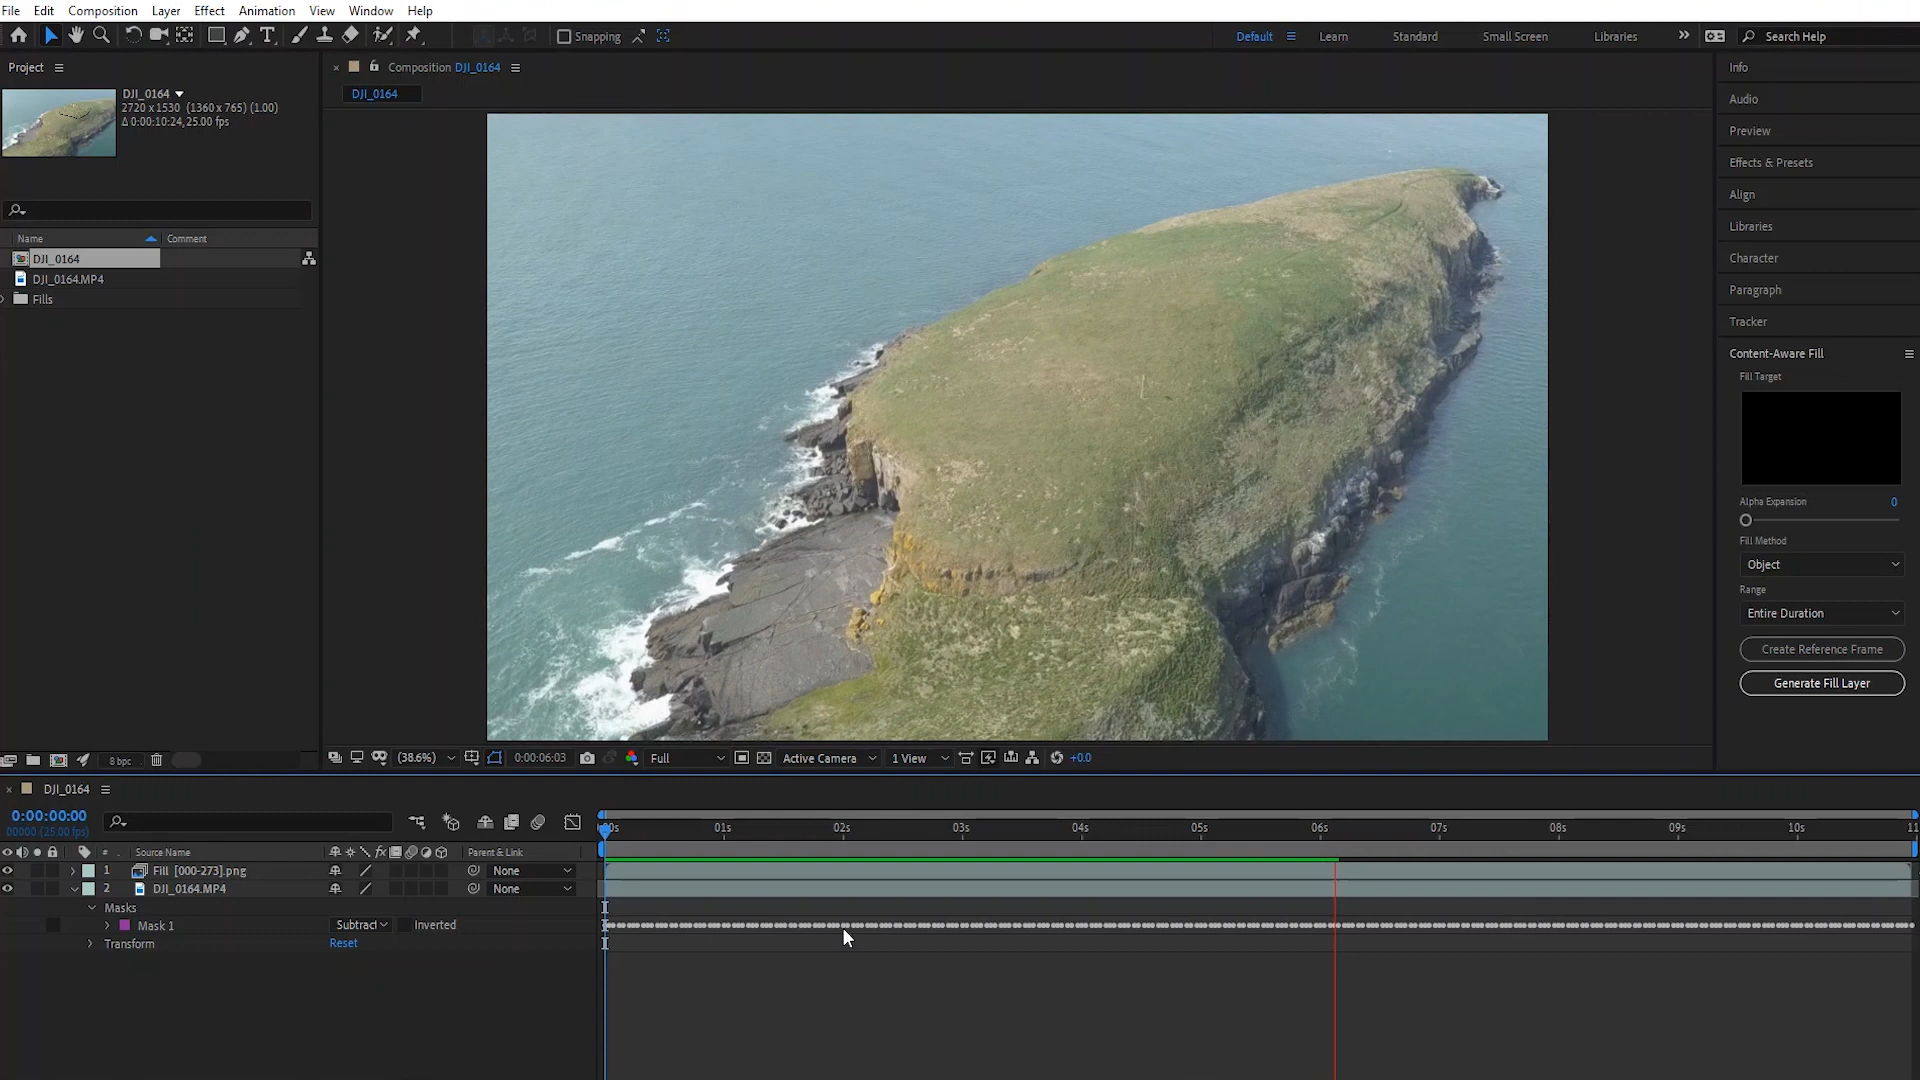 File Edit Composition Layer Effect Animation View Window Help
Snapping Default Learn Standard Small Screen Libraries Search Help
Project
DJI_0164
2720 x 1530 (1360 x 765) (1.00)
Δ 0:00:10:24, 25.00 fps
Name Comment
DJI_0164
DJI_0164.MP4
Fills
8 bpc
Composition DJI_0164
DJI_0164
(38.6%) 0:00:06:03 Full Active Camera 1 View +0.0
Info
Audio
Preview
Effects & Presets
Align
Libraries
Character
Paragraph
Tracker
Content-Aware Fill
Fill Target
Alpha Expansion 0
Fill Method
Object
Range
Entire Duration
Create Reference Frame
Generate Fill Layer
DJI_0164
0:00:00:00
00000 (25.00 fps)
00s 01s 02s 03s 04s 05s 06s 07s 08s 09s 10s 11
# Source Name fx Parent & Link
1 Fill [000-273].png None
2 DJI_0164.MP4 None
Masks
Mask 1 Subtract Inverted
Transform Reset